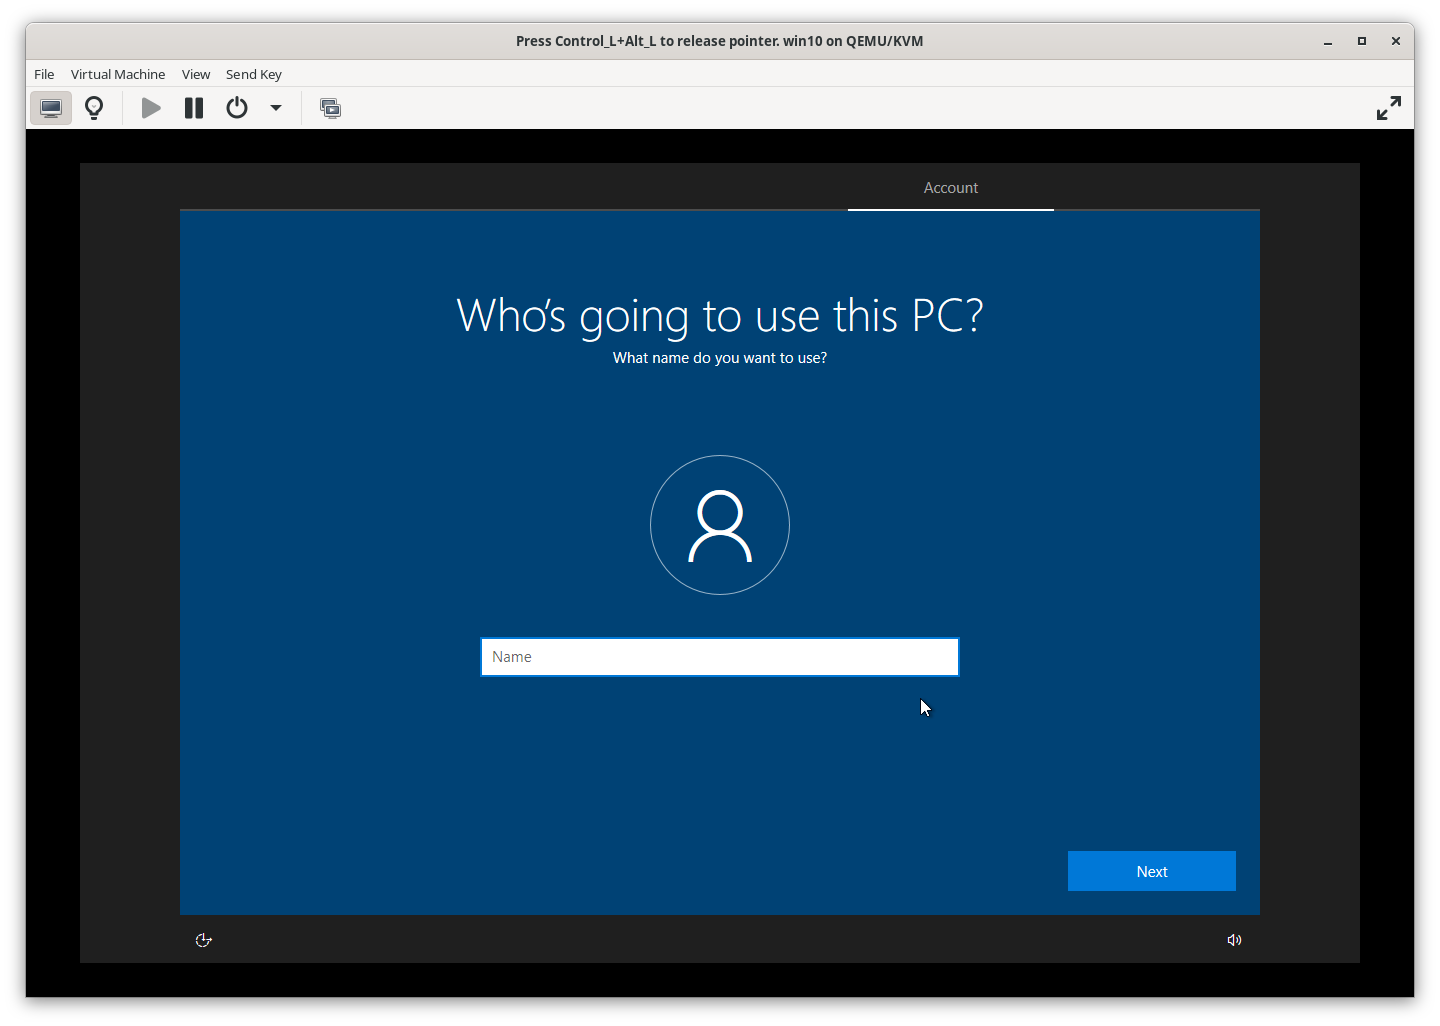 Press Control_L+Alt_L to release pointer. win10 on QEMU/KVM
File Virtual Machine View Send Key
Account
Who's going to use this PC?
What name do you want to use?
Name
Next